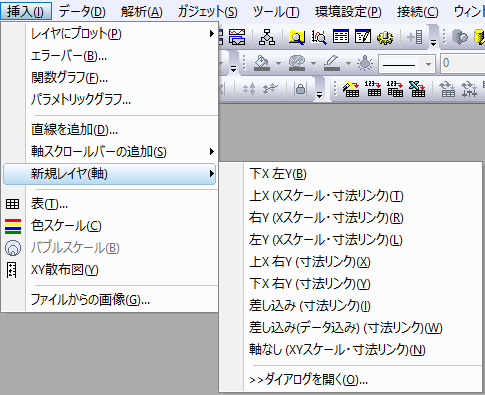 挿入(I) データ(D) 解析(A) ガジェット(S) ツール(T) 環境設定(P) 接続(C) ウィント
レイヤにプロット(P)
エラーバー(B)...
関数グラフ(F)...
パラメトリックグラフ...
直線を追加(D)...
軸スクロールバーの追加(S)
新規レイヤ(軸)
表(T)...
色スケール(C)
バブルスケール(B)
XY散布図(Y)
ファイルからの画像(G)...
下X 左Y(B)
上X (Xスケール・寸法リンク)(T)
右Y (Xスケール・寸法リンク)(R)
左Y (Xスケール・寸法リンク)(L)
上X 右Y (寸法リンク)(X)
下X 右Y (寸法リンク)(Y)
差し込み (寸法リンク)(I)
差し込み(データ込み) (寸法リンク)(W)
軸なし (XYスケール・寸法リンク)(N)
>>ダイアログを開く(O)...
0
123 123 123